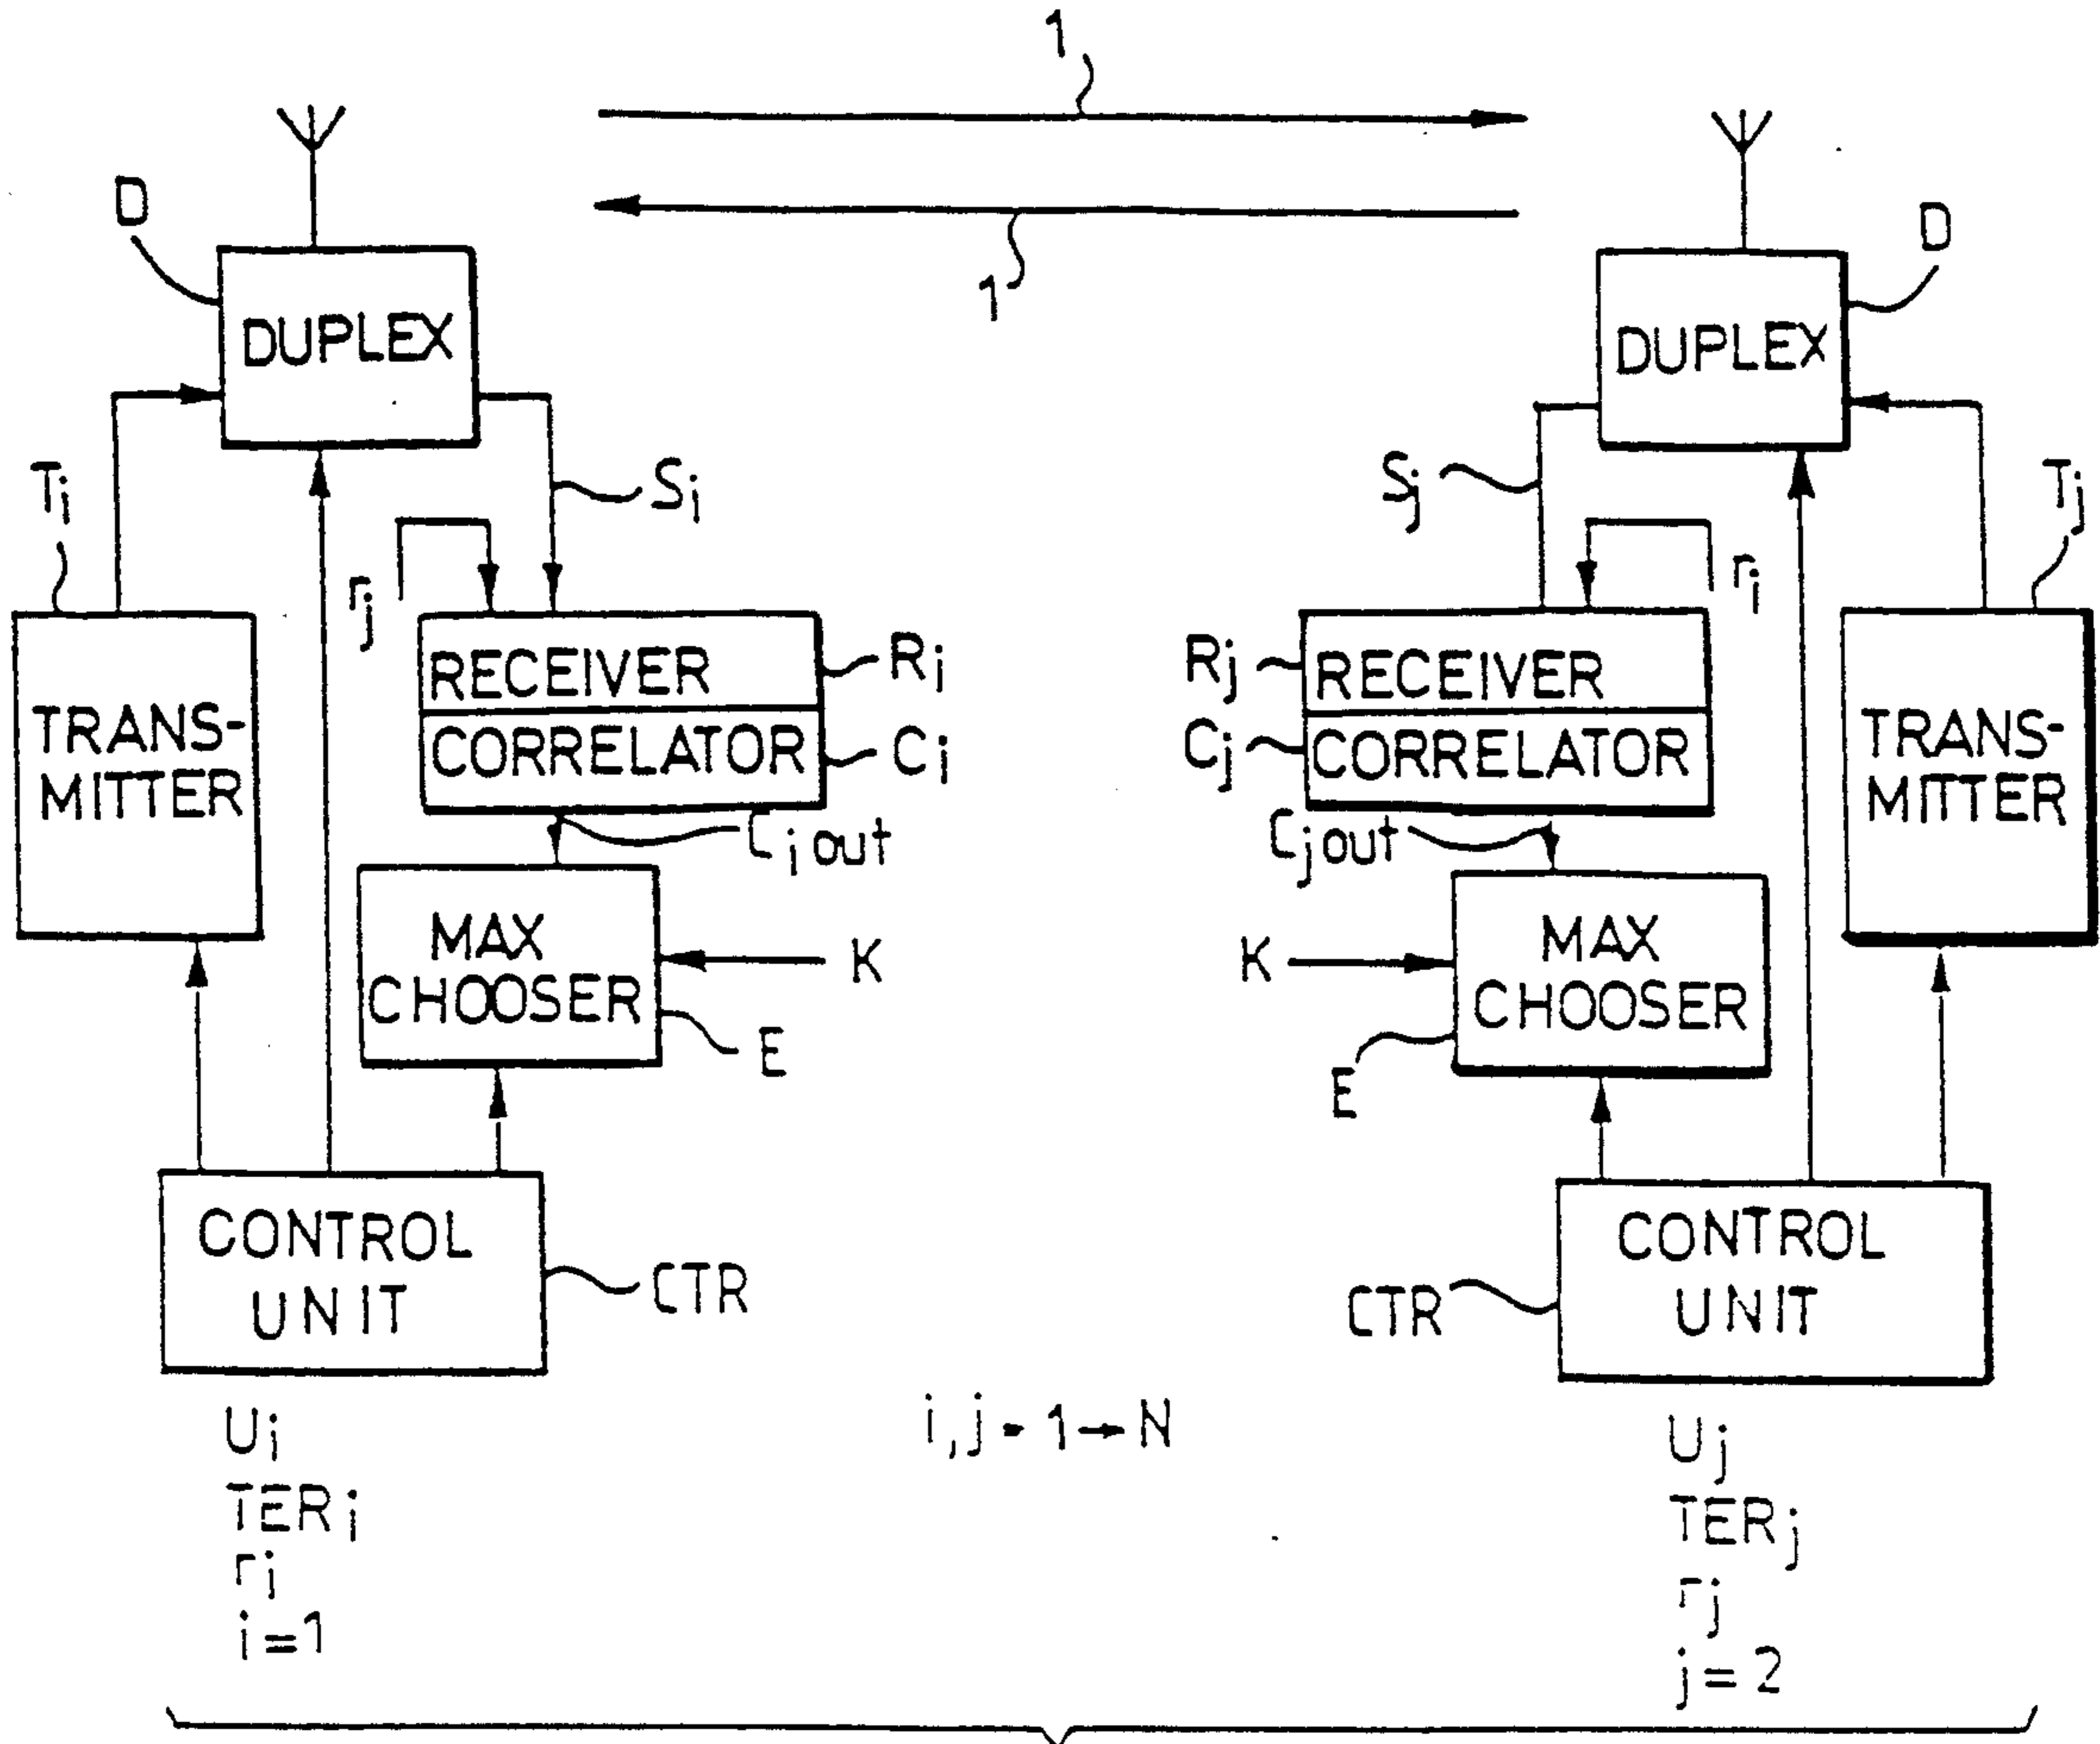 1
1
D
DUPLEX
D
DUPLEX
Ti
Si
rj
Sj
ri
Tj
TRANS-
MITTER
RECEIVER
Ri
CORRELATOR
Ci
Rj
RECEIVER
Cj
CORRELATOR
TRANS-
MITTER
Ci out
Cj out
MAX
CHOOSER
K
E
K
MAX
CHOOSER
E
CONTROL
UNIT
CTR
CTR
CONTROL
UNIT
Ui
TERi
ri
i=1
i,j = 1→N
Uj
TERj
rj
j=2